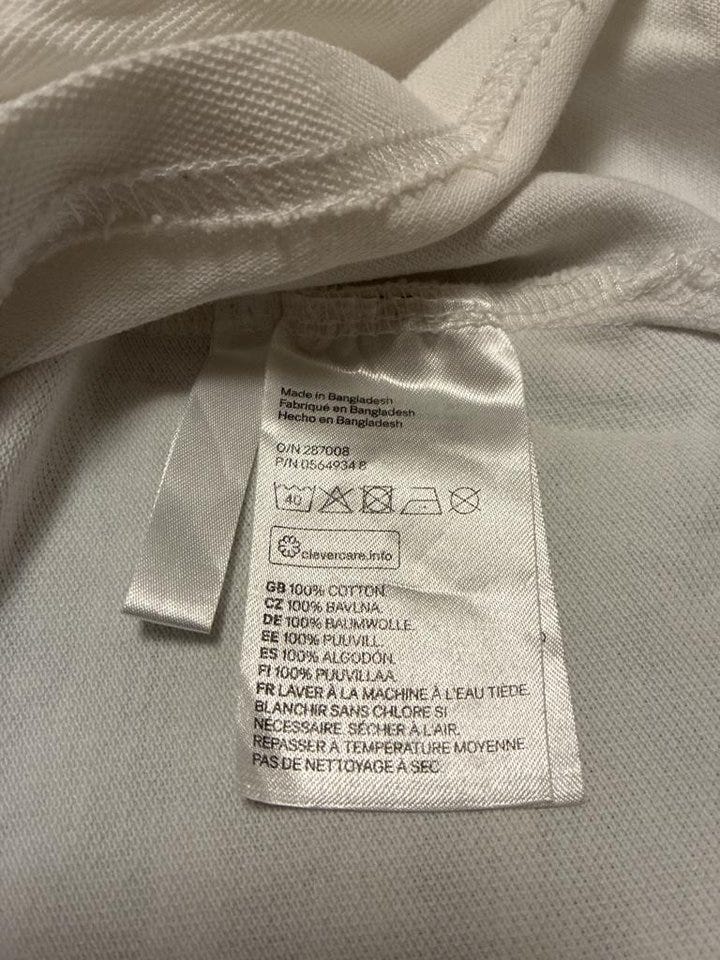 Made in Bangladesh
Fabriqué en Bangladesh
Hecho en Bangladesh
O/N 287008
P/N 0564934 8
40
clevercare.info
GB 100% COTTON.
CZ 100% BAVLNA.
DE 100% BAUMWOLLE.
EE 100% PUUVILL.
ES 100% ALGODÓN.
FI 100% PUUVILLAA.
FR LAVER À LA MACHINE À L'EAU TIÈDE.
BLANCHIR SANS CHLORE SI
NÉCESSAIRE. SÉCHER À L'AIR.
REPASSER À TEMPÉRATURE MOYENNE.
PAS DE NETTOYAGE À SEC.